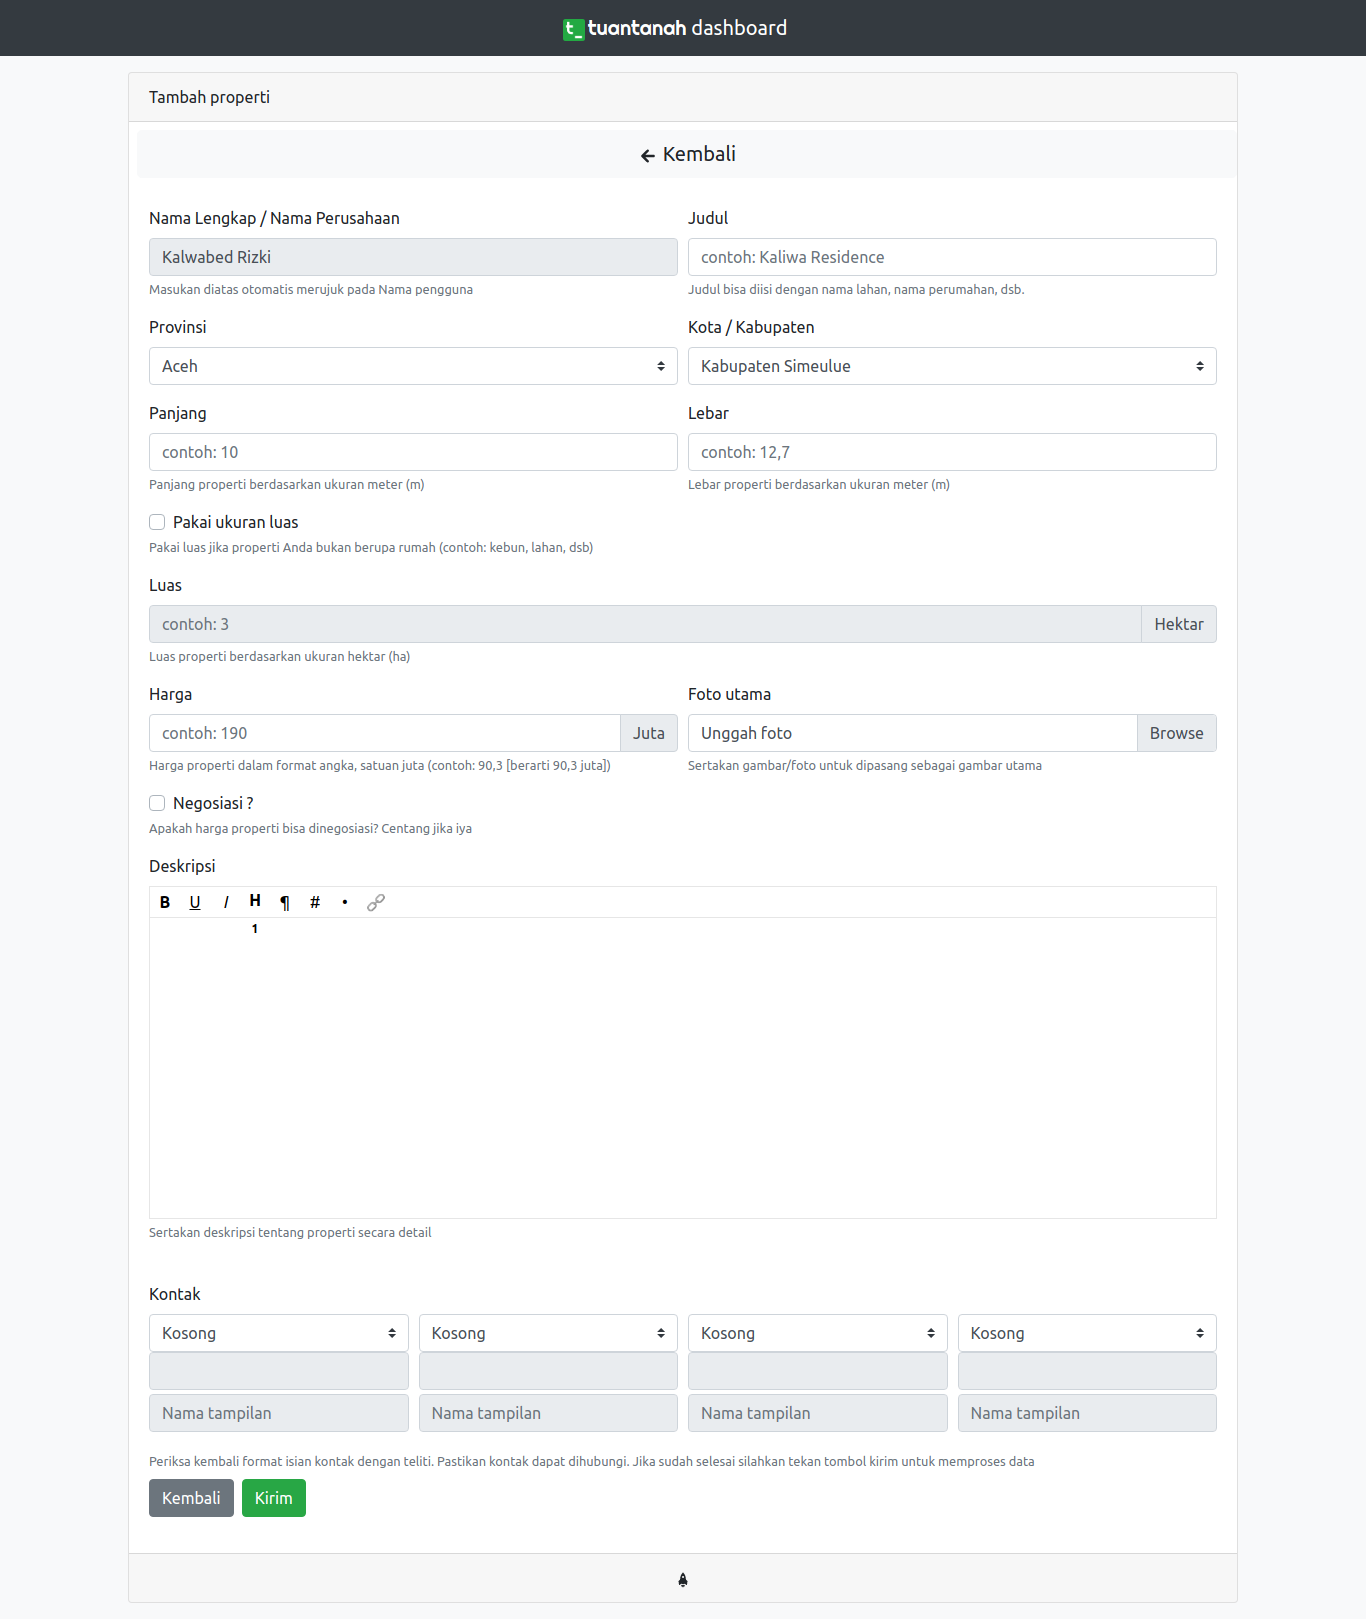 t_ tuantanah dashboard
Tambah properti
Kembali
Nama Lengkap / Nama Perusahaan
Judul
Kalwabed Rizki
contoh: Kaliwa Residence
Masukan diatas otomatis merujuk pada Nama pengguna
Judul bisa diisi dengan nama lahan, nama perumahan, dsb.
Provinsi
Kota / Kabupaten
Aceh
Kabupaten Simeulue
Panjang
Lebar
contoh: 10
contoh: 12,7
Panjang properti berdasarkan ukuran meter (m)
Lebar properti berdasarkan ukuran meter (m)
Pakai ukuran luas
Pakai luas jika properti Anda bukan berupa rumah (contoh: kebun, lahan, dsb)
Luas
contoh: 3
Hektar
Luas properti berdasarkan ukuran hektar (ha)
Harga
Foto utama
contoh: 190
Juta
Unggah foto
Browse
Harga properti dalam format angka, satuan juta (contoh: 90,3 [berarti 90,3 juta])
Sertakan gambar/foto untuk dipasang sebagai gambar utama
Negosiasi ?
Apakah harga properti bisa dinegosiasi? Centang jika iya
Deskripsi
B U I H ¶ # •
1
Sertakan deskripsi tentang properti secara detail
Kontak
Kosong
Kosong
Kosong
Kosong
Nama tampilan
Nama tampilan
Nama tampilan
Nama tampilan
Periksa kembali format isian kontak dengan teliti. Pastikan kontak dapat dihubungi. Jika sudah selesai silahkan tekan tombol kirim untuk memproses data
Kembali
Kirim